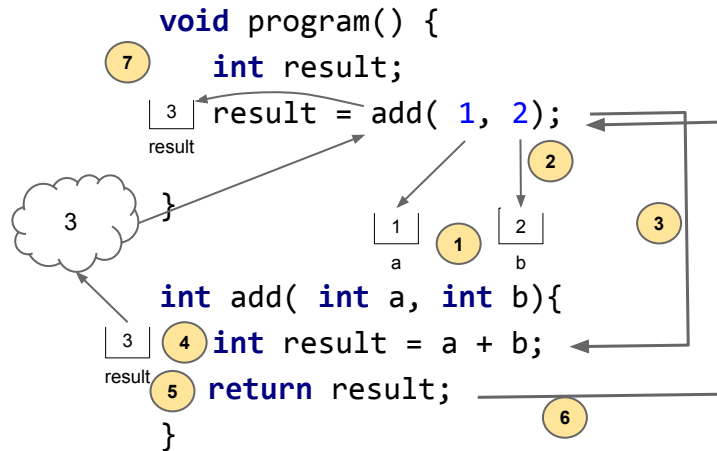 void program() {
7
int result;
3
result = add( 1, 2);
result
2
}
3
1
2
3
1
a
b
int add( int a, int b){
3
4
int result = a + b;
result
5
return result;
6
}